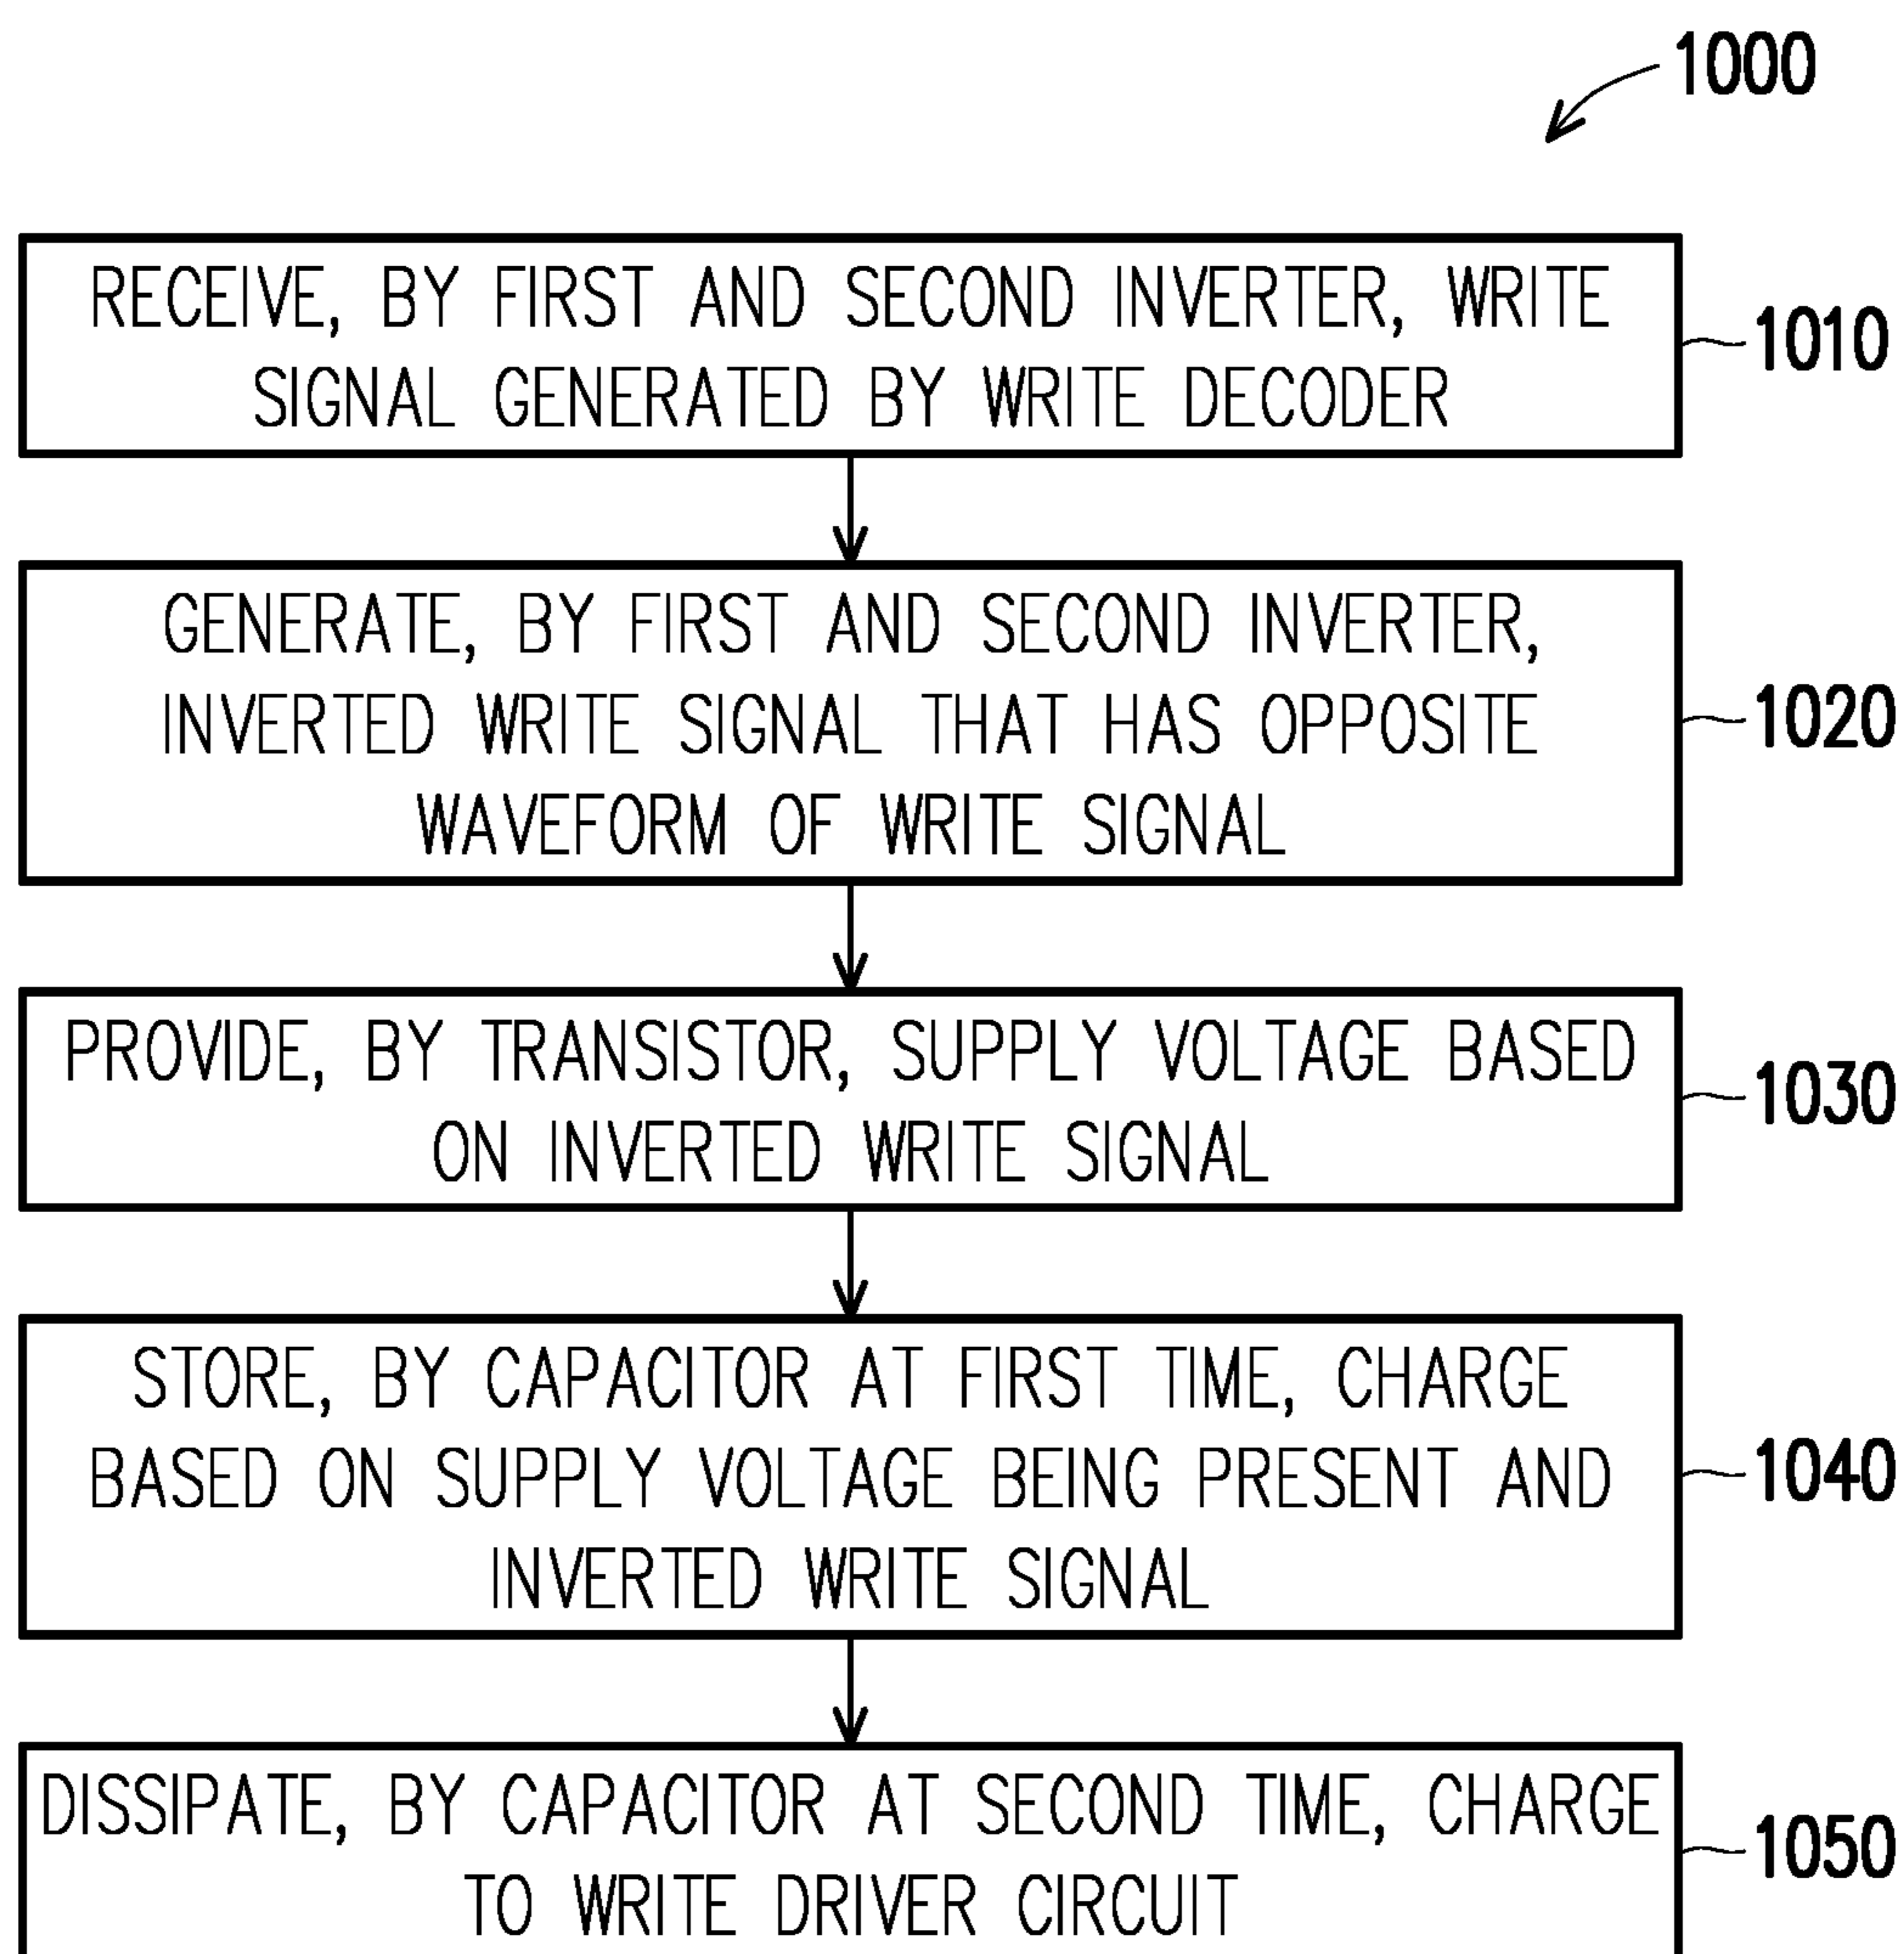 1000
RECEIVE, BY FIRST AND SECOND INVERTER, WRITE
SIGNAL GENERATED BY WRITE DECODER
1010
GENERATE, BY FIRST AND SECOND INVERTER,
INVERTED WRITE SIGNAL THAT HAS OPPOSITE
WAVEFORM OF WRITE SIGNAL
1020
PROVIDE, BY TRANSISTOR, SUPPLY VOLTAGE BASED
ON INVERTED WRITE SIGNAL
1030
STORE, BY CAPACITOR AT FIRST TIME, CHARGE
BASED ON SUPPLY VOLTAGE BEING PRESENT AND
INVERTED WRITE SIGNAL
1040
DISSIPATE, BY CAPACITOR AT SECOND TIME, CHARGE
TO WRITE DRIVER CIRCUIT
1050